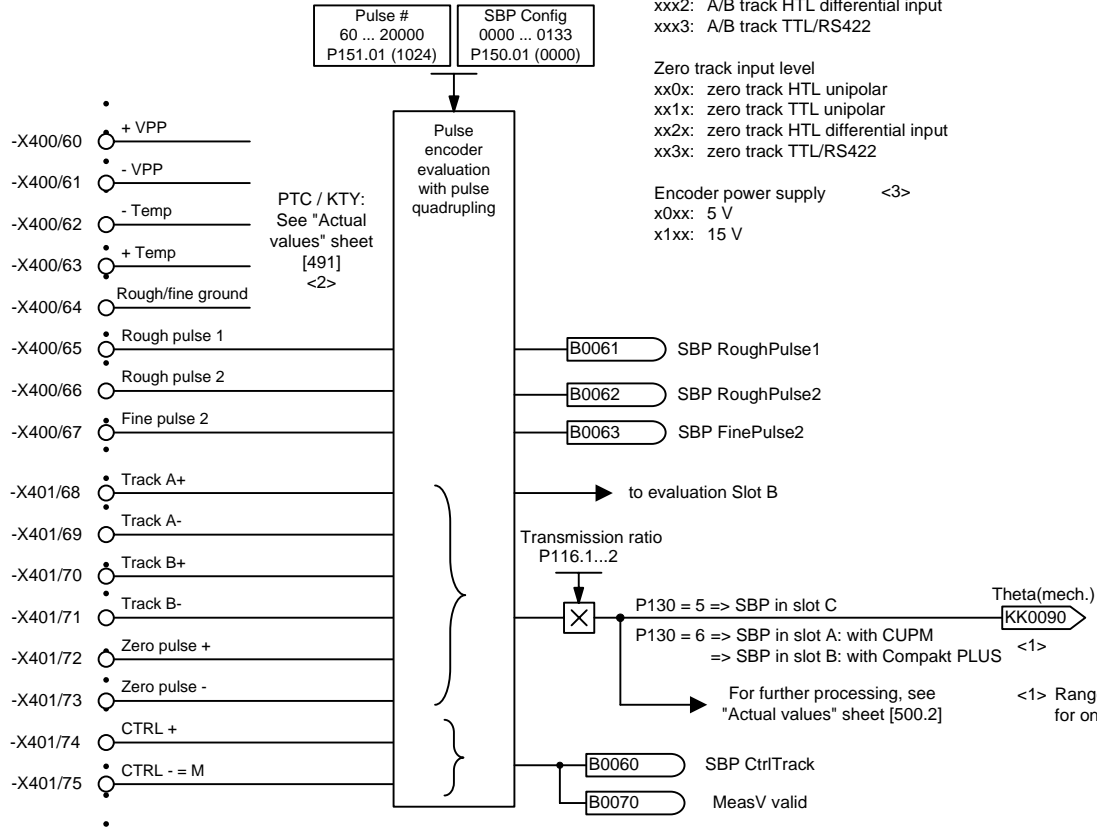 Pulse #
60 ... 20000
P151.01 (1024)
SBP Config
0000 ... 0133
P150.01 (0000)
xxx2: A/B track HTL differential input
xxx3: A/B track TTL/RS422
Zero track input level
xx0x: zero track HTL unipolar
xx1x: zero track TTL unipolar
xx2x: zero track HTL differential input
xx3x: zero track TTL/RS422
Encoder power supply <3>
x0xx: 5 V
x1xx: 15 V
Pulse
encoder
evaluation
with pulse
quadrupling
PTC / KTY:
See "Actual
values" sheet
[491]
<2>
-X400/60 + VPP
-X400/61 - VPP
-X400/62 - Temp
-X400/63 + Temp
-X400/64 Rough/fine ground
-X400/65 Rough pulse 1
-X400/66 Rough pulse 2
-X400/67 Fine pulse 2
B0061 SBP RoughPulse1
B0062 SBP RoughPulse2
B0063 SBP FinePulse2
-X401/68 Track A+
-X401/69 Track A-
-X401/70 Track B+
-X401/71 Track B-
-X401/72 Zero pulse +
-X401/73 Zero pulse -
-X401/74 CTRL +
-X401/75 CTRL - = M
to evaluation Slot B
Transmission ratio
P116.1...2
P130 = 5 => SBP in slot C
P130 = 6 => SBP in slot A: with CUPM
=> SBP in slot B: with Compakt PLUS
Theta(mech.)
KK0090
<1>
For further processing, see
"Actual values" sheet [500.2]
<1> Rang
for on
B0060 SBP CtrlTrack
B0070 MeasV valid